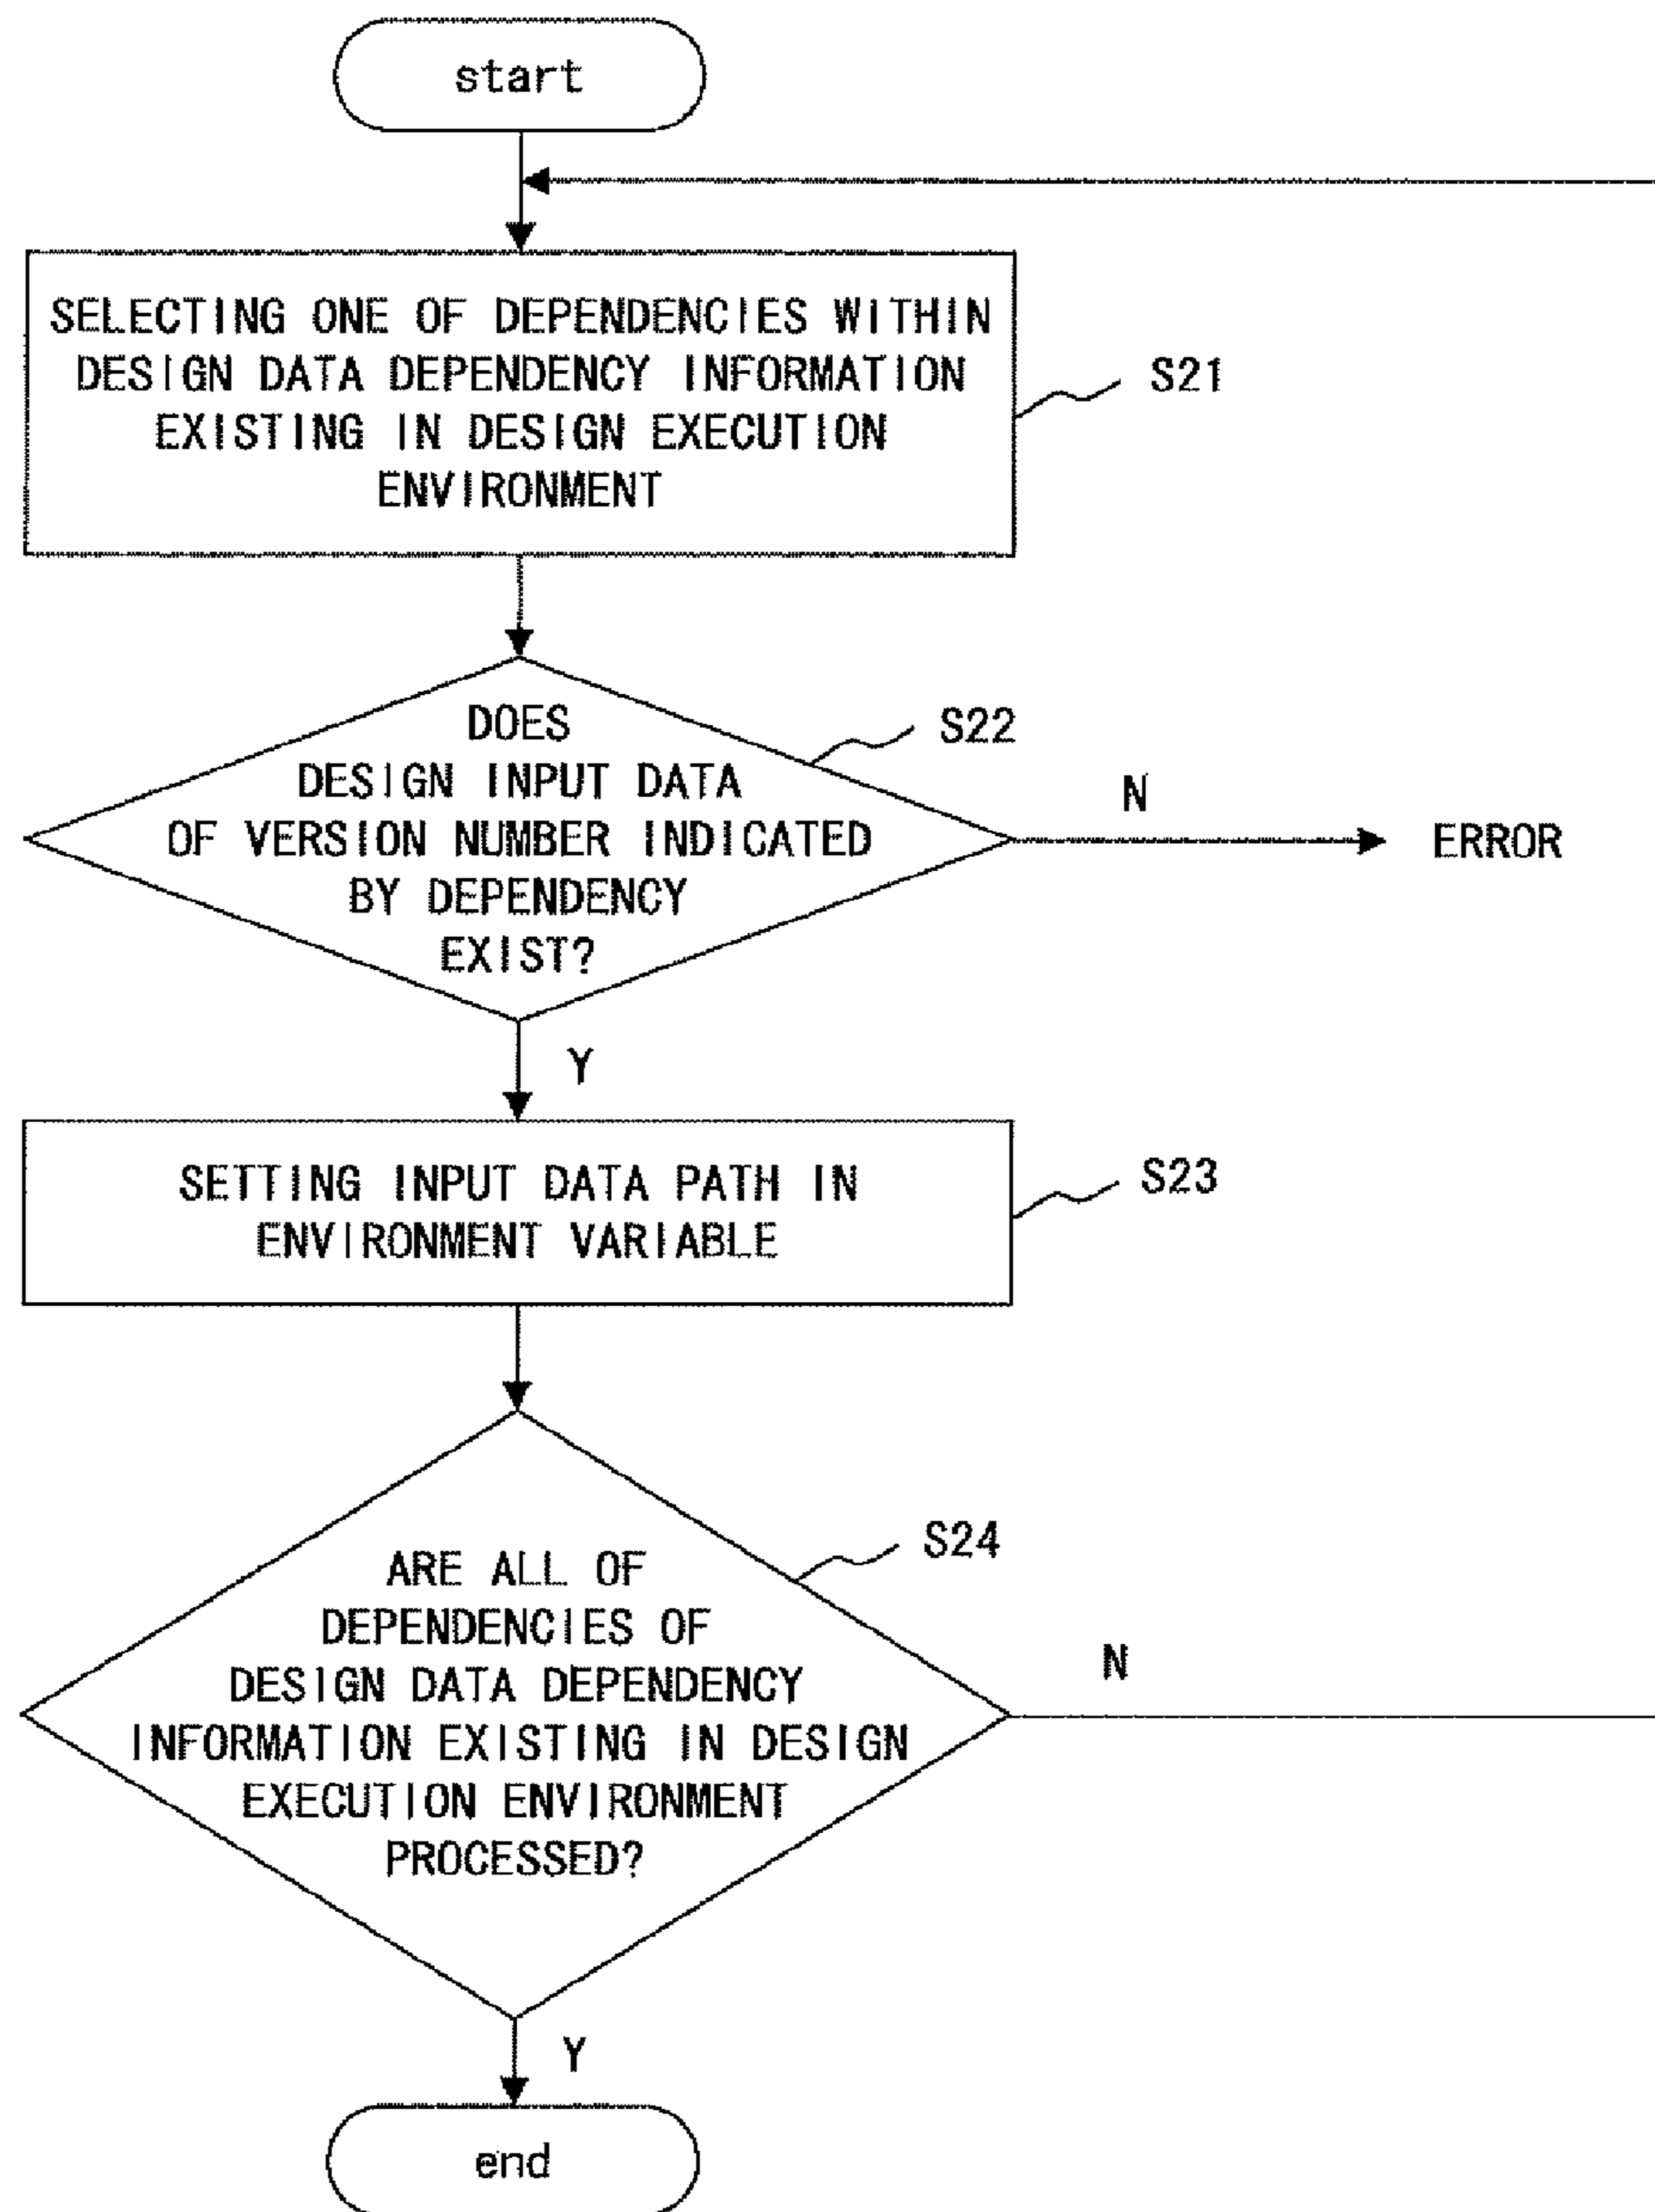 start
SELECTING ONE OF DEPENDENCIES WITHIN
DESIGN DATA DEPENDENCY INFORMATION
EXISTING IN DESIGN EXECUTION
ENVIRONMENT
S21
DOES
DESIGN INPUT DATA
OF VERSION NUMBER INDICATED
BY DEPENDENCY
EXIST?
S22
N
ERROR
Y
SETTING INPUT DATA PATH IN
ENVIRONMENT VARIABLE
S23
ARE ALL OF
DEPENDENCIES OF
DESIGN DATA DEPENDENCY
INFORMATION EXISTING IN DESIGN
EXECUTION ENVIRONMENT
PROCESSED?
S24
N
Y
end